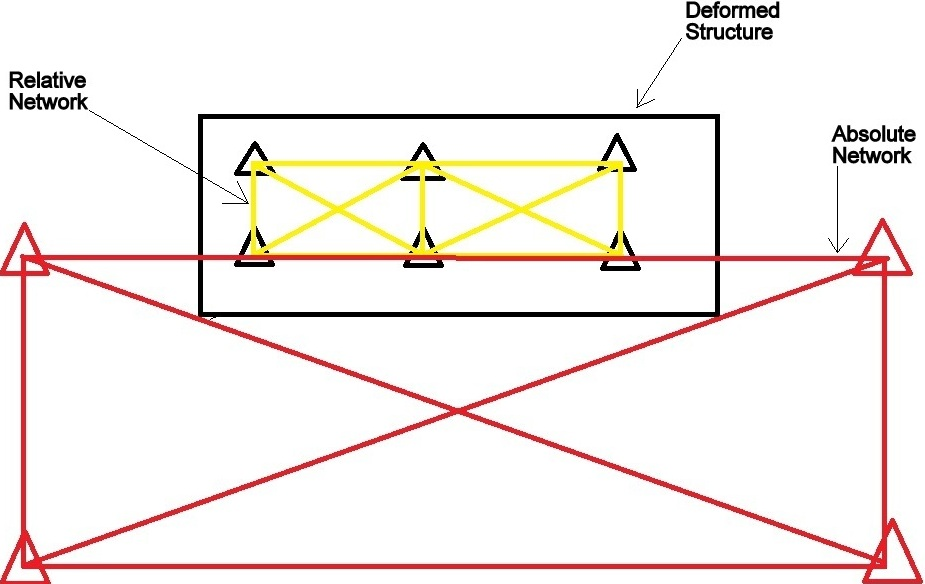 Deformed
Structure
Relative
Network
Absolute
Network